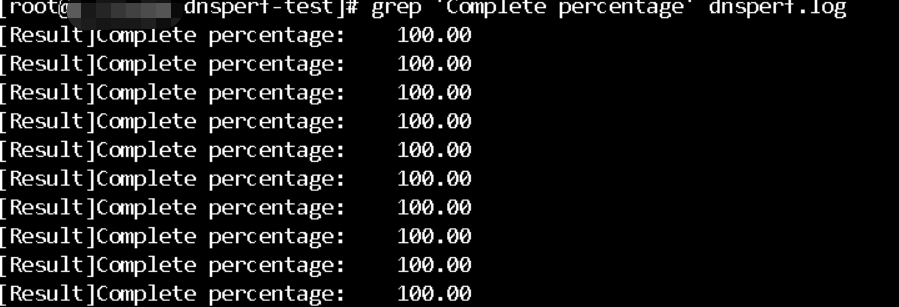 [root@ dnsperf-test]# grep 'Complete percentage' dnsperf.log
[Result]Complete percentage: 100.00
[Result]Complete percentage: 100.00
[Result]Complete percentage: 100.00
[Result]Complete percentage: 100.00
[Result]Complete percentage: 100.00
[Result]Complete percentage: 100.00
[Result]Complete percentage: 100.00
[Result]Complete percentage: 100.00
[Result]Complete percentage: 100.00
[Result]Complete percentage: 100.00